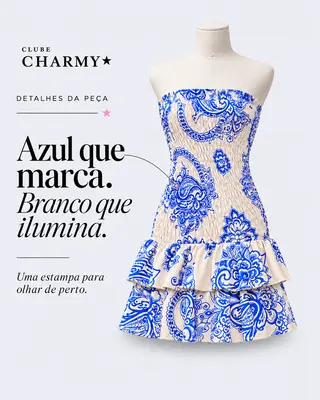 CLUBE
CHARMY★
DETALHES DA PEÇA
Azul que
marca.
Branco que
ilumina.
Uma estampa para
olhar de perto.